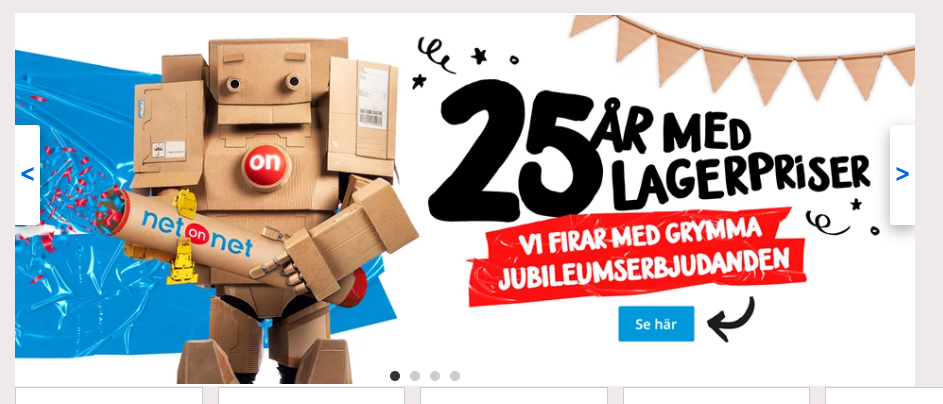 <
on
net on net
25 ÅR MED
LAGERPRISER
VI FIRAR MED GRYMMA
JUBILEUMSERBJUDANDEN
Se här
>